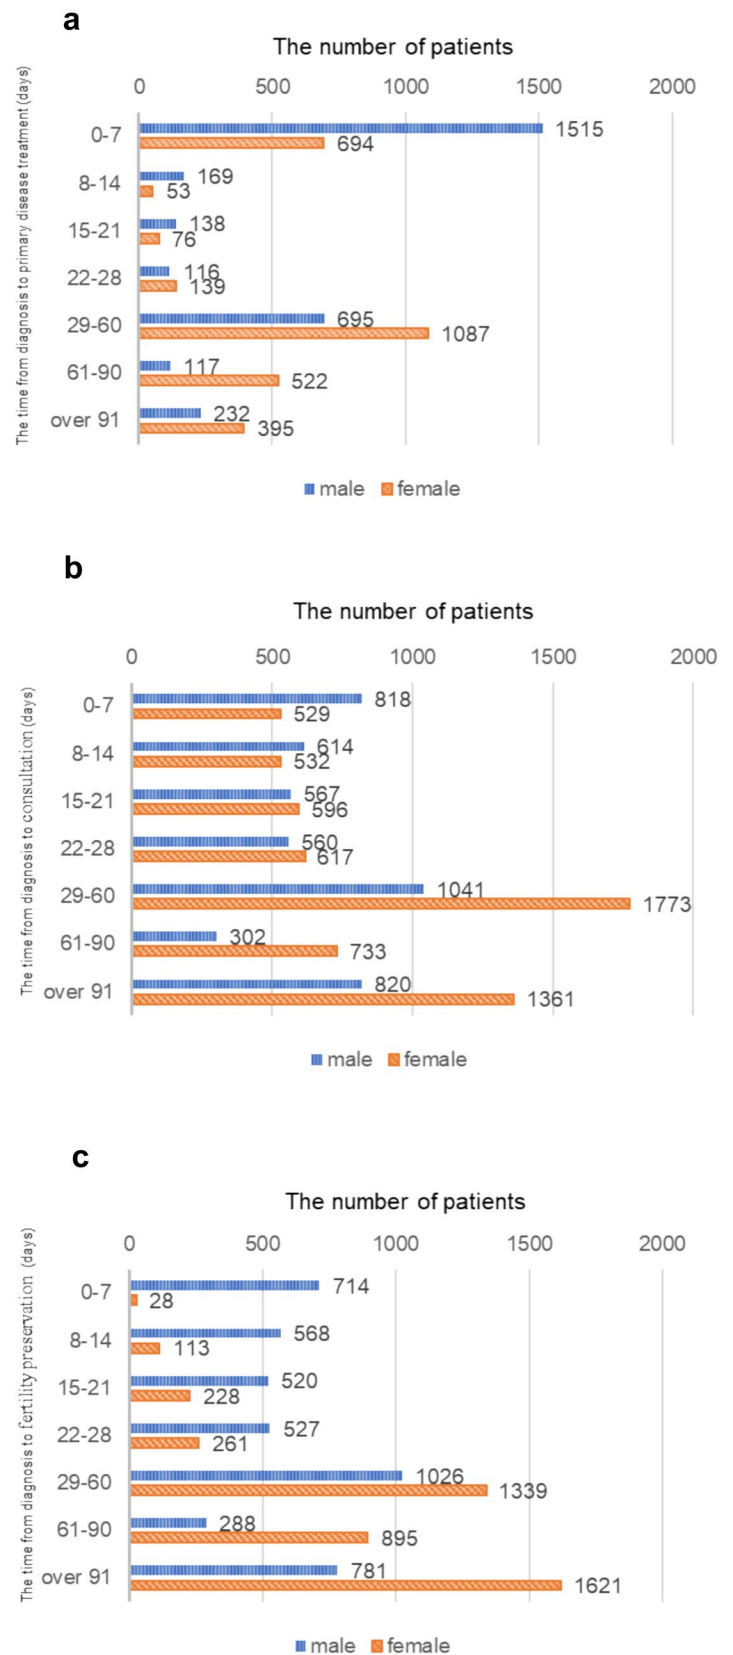 a
The number of patients
0 500 1000 1500 2000
The time from diagnosis to primary disease treatment (days)
0-7 1515
694
8-14 169
53
15-21 138
76
22-28 116
139
29-60 695
1087
61-90 117
522
over 91 232
395
male female
b
The number of patients
0 500 1000 1500 2000
The time from diagnosis to consultation (days)
0-7 818
529
8-14 614
532
15-21 567
596
22-28 560
617
29-60 1041
1773
61-90 302
733
over 91 820
1361
male female
c
The number of patients
0 500 1000 1500 2000
The time from diagnosis to fertility preservation (days)
0-7 714
28
8-14 568
113
15-21 520
228
22-28 527
261
29-60 1026
1339
61-90 288
895
over 91 781
1621
male female